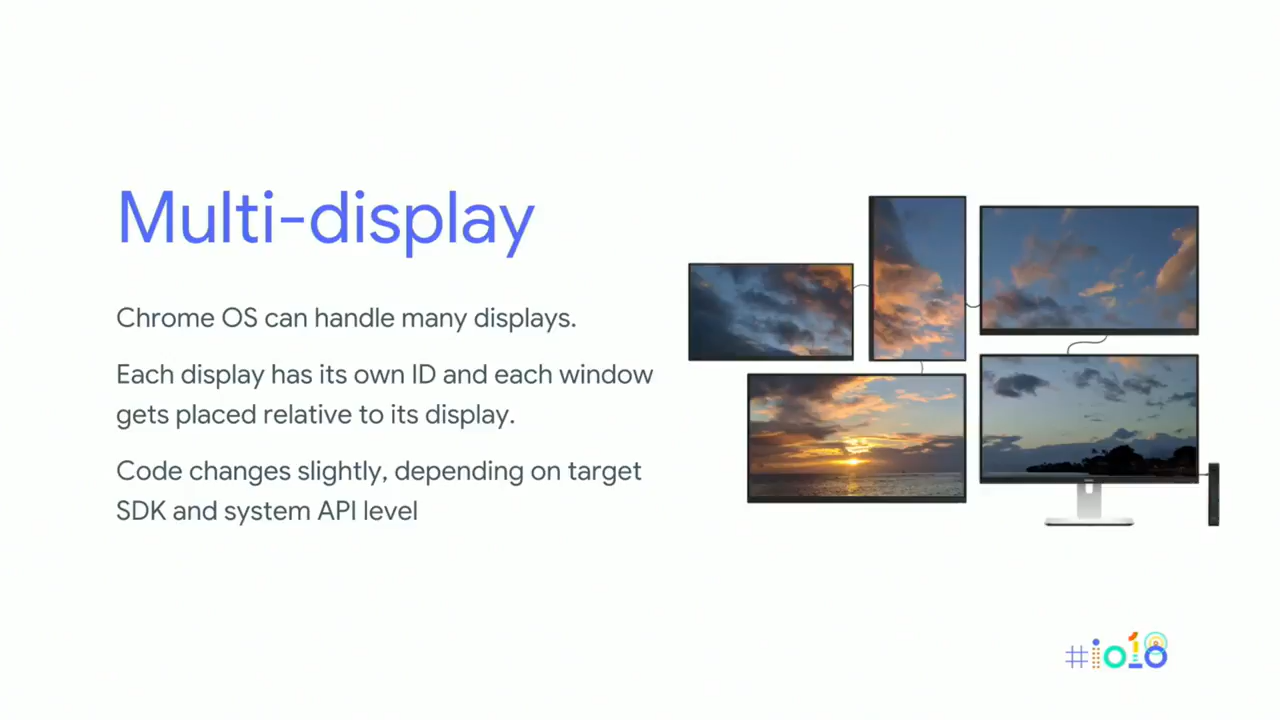 Multi-display
Chrome OS can handle many displays.
Each display has its own ID and each window
gets placed relative to its display.
Code changes slightly, depending on target
SDK and system API level
#io18